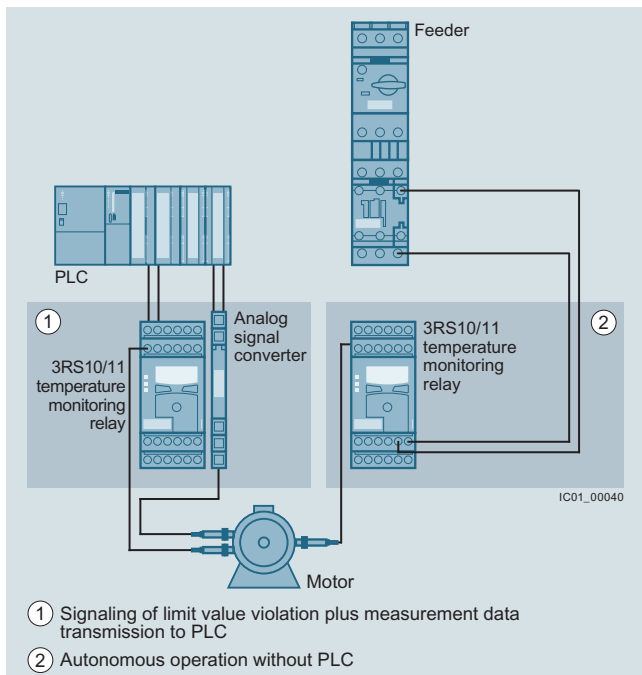 Feeder
PLC
①
Analog
signal
converter
3RS10/11
temperature
monitoring
relay
②
3RS10/11
temperature
monitoring
relay
IC01_00040
Motor
① Signaling of limit value violation plus measurement data
transmission to PLC
② Autonomous operation without PLC